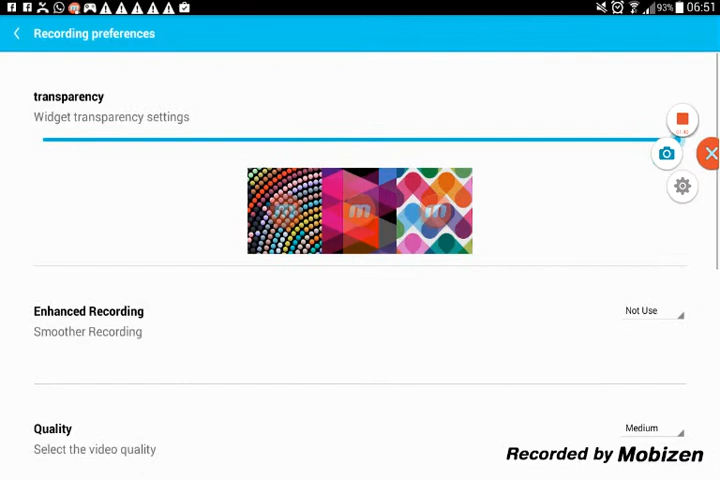 93% 06:51
Recording preferences
transparency
Widget transparency settings
m m m
Enhanced Recording
Not Use
Smoother Recording
Quality
Medium
Select the video quality
Recorded by Mobizen